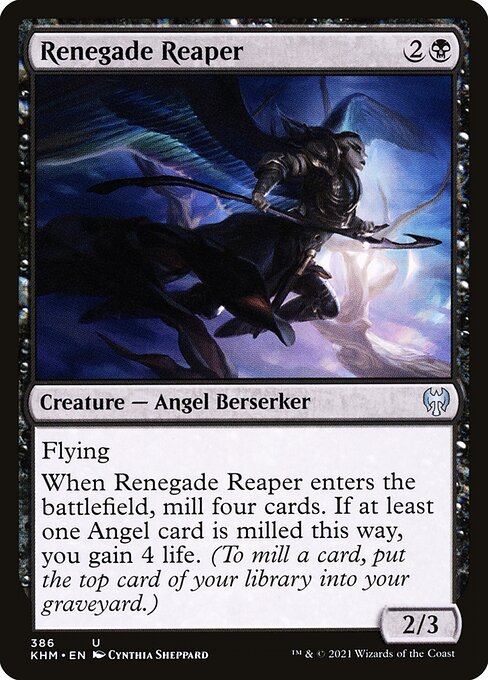 Renegade Reaper 2
Creature — Angel Berserker
Flying
When Renegade Reaper enters the
battlefield, mill four cards. If at least
one Angel card is milled this way,
you gain 4 life. (To mill a card, put
the top card of your library into your
graveyard.)
2/3
386 U
KHM • EN Cynthia Sheppard ™ & © 2021 Wizards of the Coast